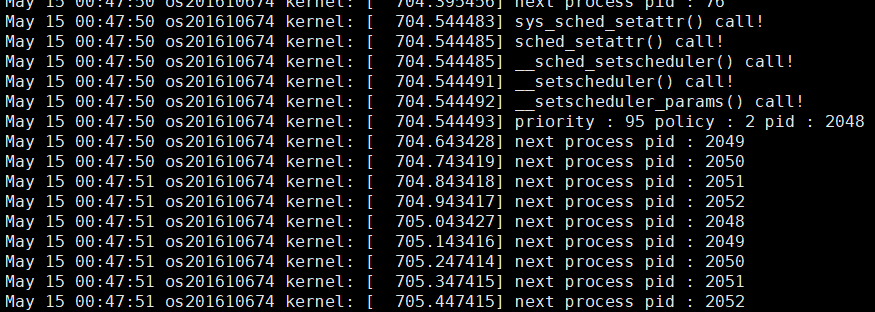 May 15 00:47:50 os201610674 kernel: [  704.395456] next process pid : 76
May 15 00:47:50 os201610674 kernel: [  704.544483] sys_sched_setattr() call!
May 15 00:47:50 os201610674 kernel: [  704.544485] sched_setattr() call!
May 15 00:47:50 os201610674 kernel: [  704.544485] __sched_setscheduler() call!
May 15 00:47:50 os201610674 kernel: [  704.544491] __setscheduler() call!
May 15 00:47:50 os201610674 kernel: [  704.544492] __setscheduler_params() call!
May 15 00:47:50 os201610674 kernel: [  704.544493] priority : 95 policy : 2 pid : 2048
May 15 00:47:50 os201610674 kernel: [  704.643428] next process pid : 2049
May 15 00:47:50 os201610674 kernel: [  704.743419] next process pid : 2050
May 15 00:47:51 os201610674 kernel: [  704.843418] next process pid : 2051
May 15 00:47:51 os201610674 kernel: [  704.943417] next process pid : 2052
May 15 00:47:51 os201610674 kernel: [  705.043427] next process pid : 2048
May 15 00:47:51 os201610674 kernel: [  705.143416] next process pid : 2049
May 15 00:47:51 os201610674 kernel: [  705.247414] next process pid : 2050
May 15 00:47:51 os201610674 kernel: [  705.347415] next process pid : 2051
May 15 00:47:51 os201610674 kernel: [  705.447415] next process pid : 2052